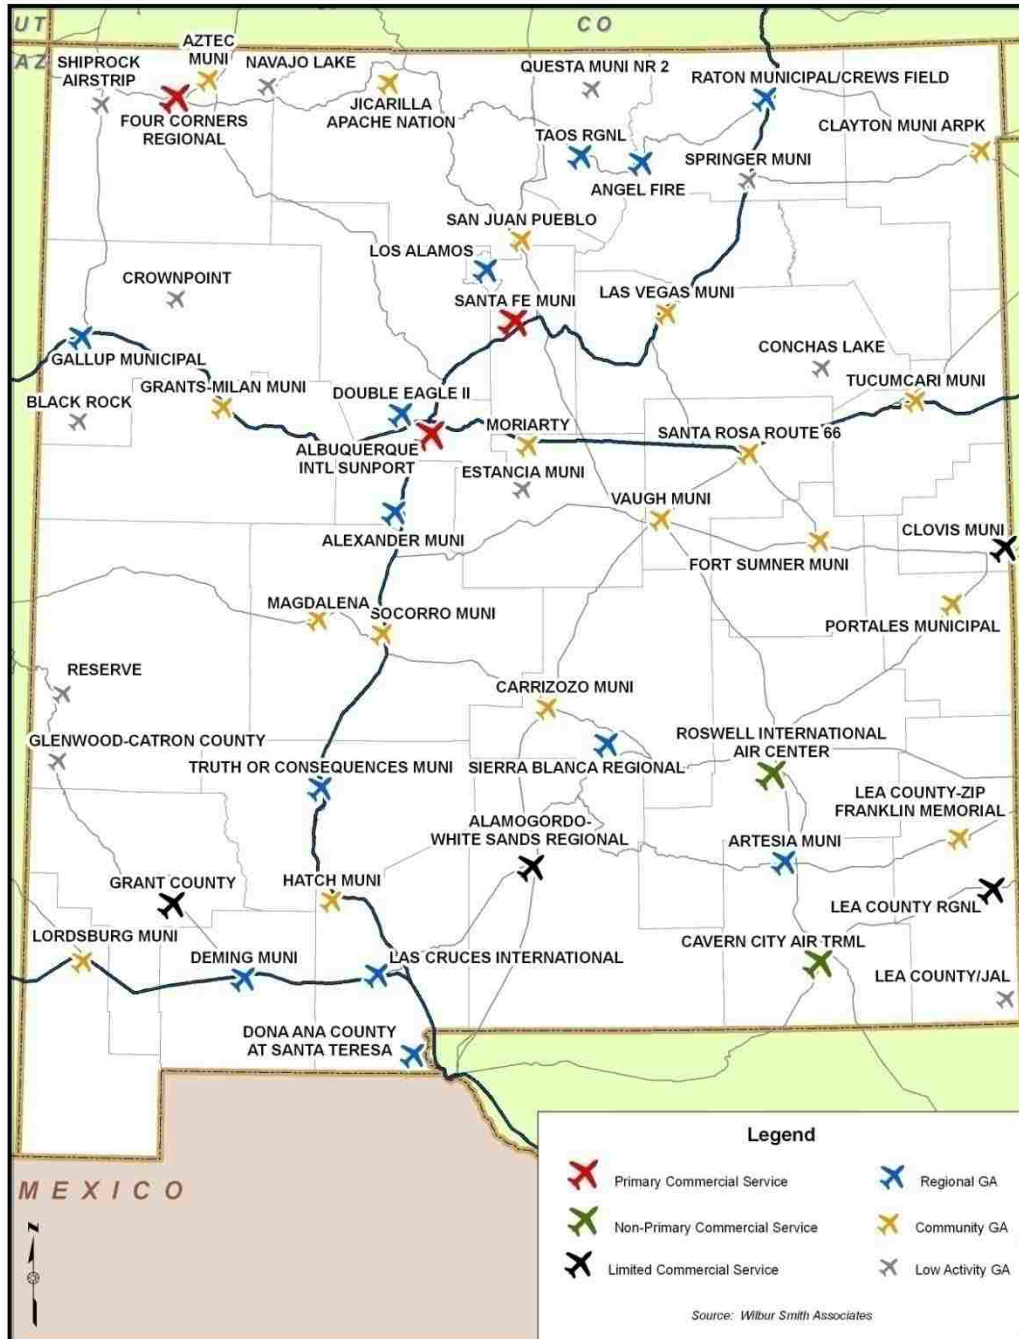 UT
CO
AZ
AZTEC
MUNI
SHIPROCK
AIRSTRIP
NAVAJO LAKE
QUESTA MUNI NR 2
RATON MUNICIPAL/CREWS FIELD
FOUR CORNERS
REGIONAL
JICARILLA
APACHE NATION
TAOS RGNL
CLAYTON MUNI ARPK
SPRINGER MUNI
ANGEL FIRE
SAN JUAN PUEBLO
LOS ALAMOS
CROWNPOINT
SANTA FE MUNI
LAS VEGAS MUNI
GALLUP MUNICIPAL
CONCHAS LAKE
GRANTS-MILAN MUNI
DOUBLE EAGLE II
TUCUMCARI MUNI
BLACK ROCK
MORIARTY
SANTA ROSA ROUTE 66
ALBUQUERQUE
INTL SUNPORT
ESTANCIA MUNI
VAUGH MUNI
ALEXANDER MUNI
CLOVIS MUNI
FORT SUMNER MUNI
MAGDALENA
SOCORRO MUNI
PORTALES MUNICIPAL
RESERVE
CARRIZOZO MUNI
GLENWOOD-CATRON COUNTY
ROSWELL INTERNATIONAL
AIR CENTER
TRUTH OR CONSEQUENCES MUNI
SIERRA BLANCA REGIONAL
LEA COUNTY-ZIP
FRANKLIN MEMORIAL
ALAMOGORDO-
WHITE SANDS REGIONAL
ARTESIA MUNI
GRANT COUNTY
HATCH MUNI
LEA COUNTY RGNL
LORDSBURG MUNI
DEMING MUNI
LAS CRUCES INTERNATIONAL
CAVERN CITY AIR TRML
LEA COUNTY/JAL
DONA ANA COUNTY
AT SANTA TERESA
MEXICO
N
Legend
Primary Commercial Service
Regional GA
Non-Primary Commercial Service
Community GA
Limited Commercial Service
Low Activity GA
Source: Wilbur Smith Associates